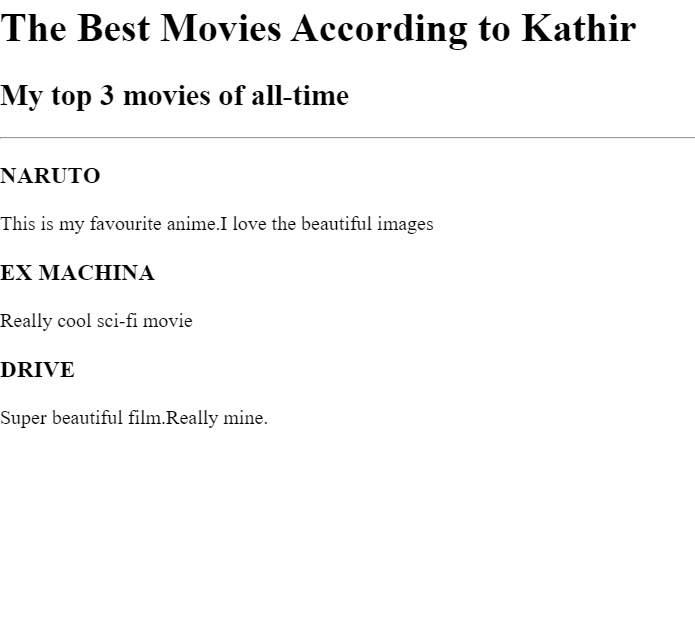 The Best Movies According to Kathir
My top 3 movies of all-time
NARUTO
This is my favourite anime.I love the beautiful images
EX MACHINA
Really cool sci-fi movie
DRIVE
Super beautiful film.Really mine.